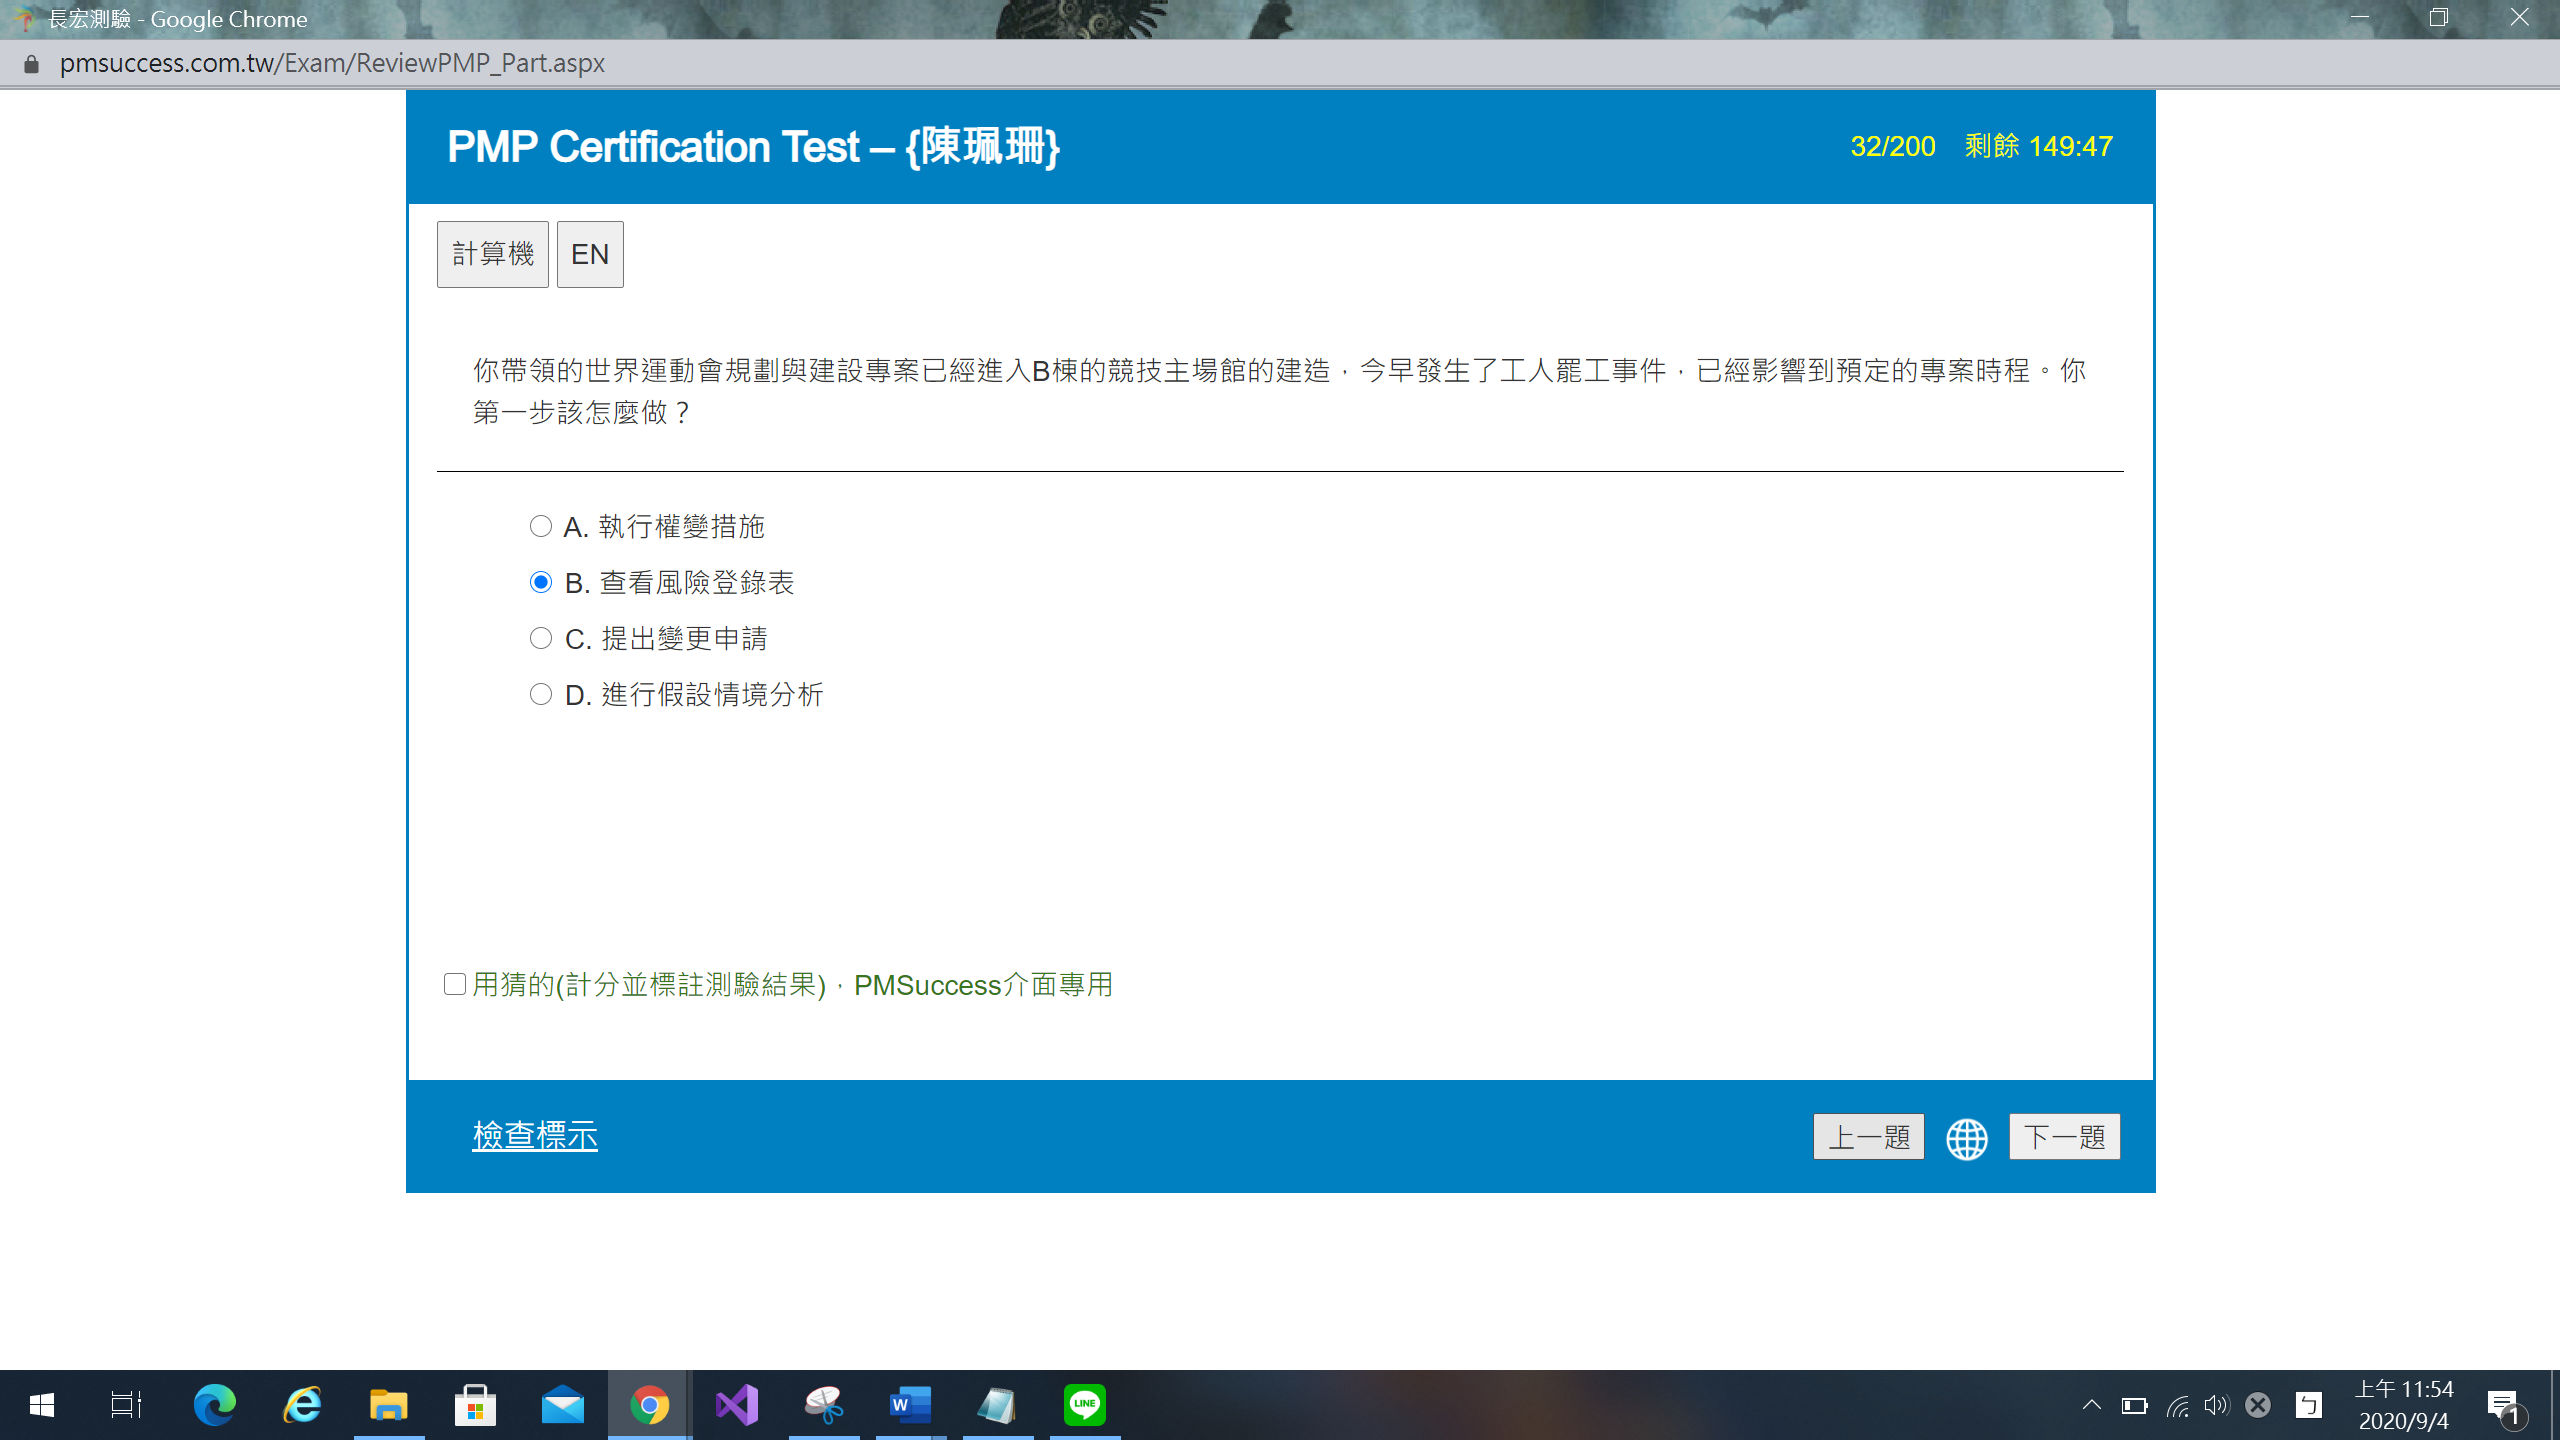 長宏測驗 - Google Chrome
pmsuccess.com.tw/Exam/ReviewPMP_Part.aspx
PMP Certification Test – {陳珮珊}
32/200 剩餘 149:47
計算機 EN
你帶領的世界運動會規劃與建設專案已經進入B棟的競技主場館的建造，今早發生了工人罷工事件，已經影響到預定的專案時程。你
第一步該怎麼做？
A. 執行權變措施
B. 查看風險登錄表
C. 提出變更申請
D. 進行假設情境分析
用猜的(計分並標註測驗結果)，PMSuccess介面專用
檢查標示
上一題 下一題
W
LINE
ㄅ
上午 11:54
2020/9/4
1